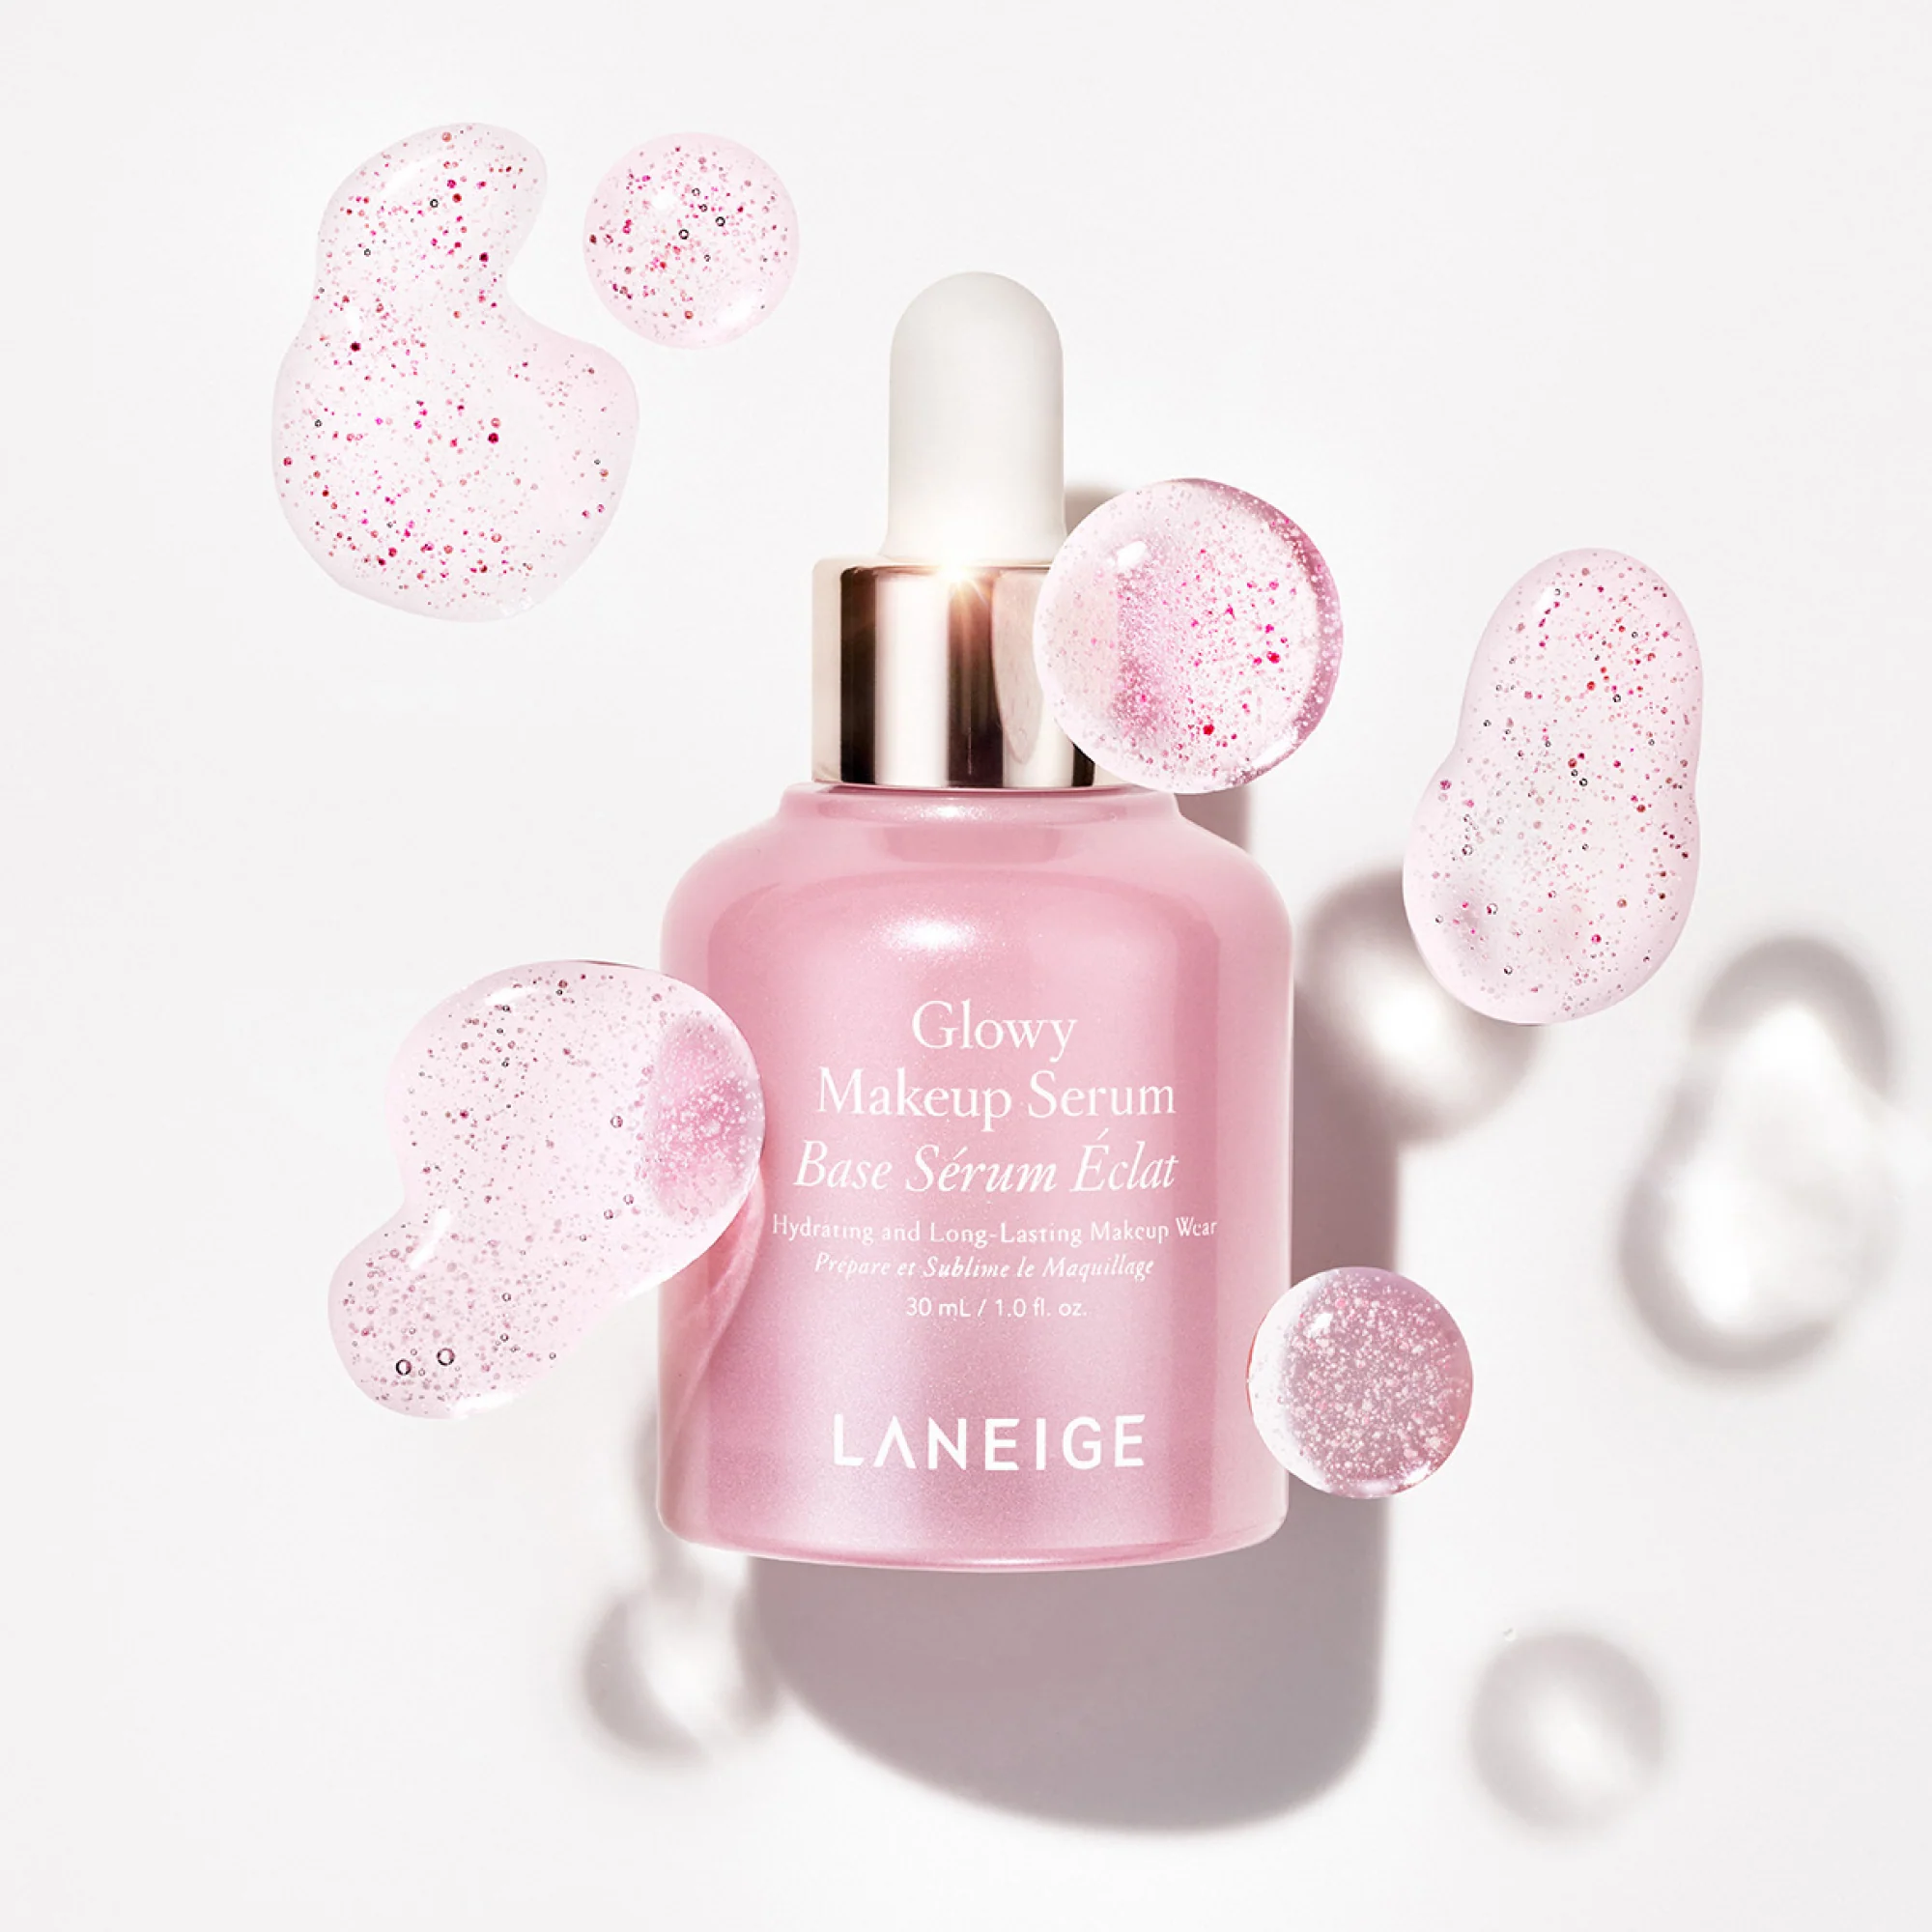 Glowy
Makeup Serum
Base Sérum Éclat
Hydrating and Long-Lasting Makeup Wear
Prépare et Sublime le Maquillage
30 mL / 1.0 fl. oz.
LANEIGE